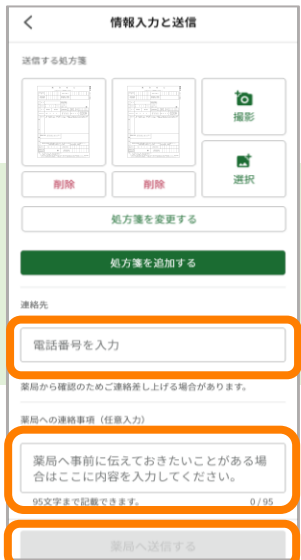 情報入力と送信
送信する処方箋
撮影
選択
削除
削除
処方箋を変更する
処方箋を追加する
連絡先
電話番号を入力
薬局から確認のためご連絡差し上げる場合があります。
薬局への連絡事項（任意入力）
薬局へ事前に伝えておきたいことがある場
合はここに内容を入力してください。
95文字まで記載できます。
0 / 95
薬局へ送信する